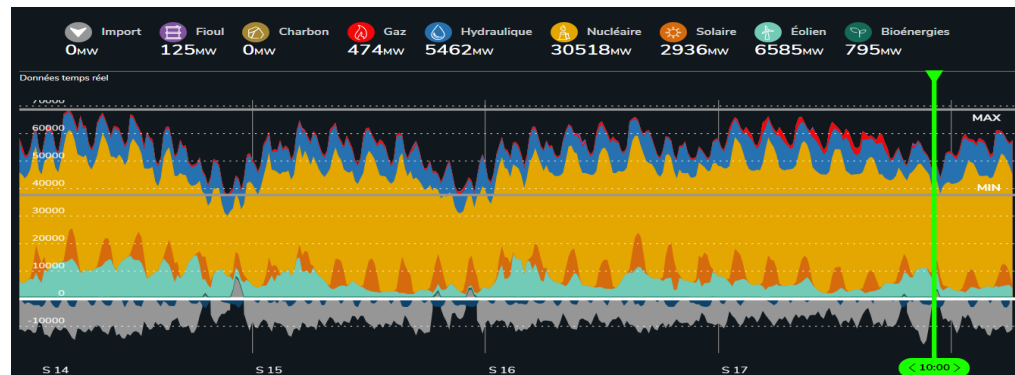 Import Fioul Charbon Gaz Hydraulique Nucléaire Solaire Éolien Bioénergies
0MW 125MW 0MW 474MW 5462MW 30518MW 2936MW 6585MW 795MW
Données temps réel
70000
MAX
60000
50000
40000
MIN
30000
20000
10000
0
-10000
S 14 S 15 S 16 S 17 < 10:00 >